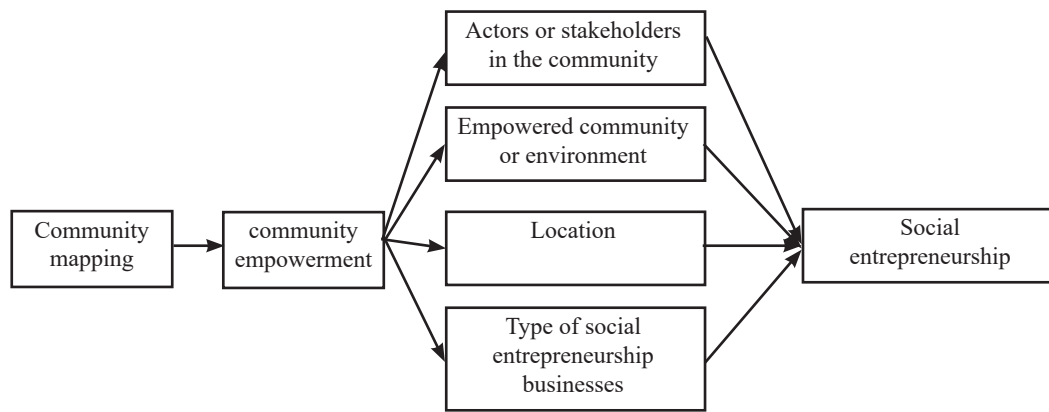 Community
mapping
community
empowerment
Actors or stakeholders
in the community
Empowered community
or environment
Location
Type of social
entrepreneurship
businesses
Social
entrepreneurship